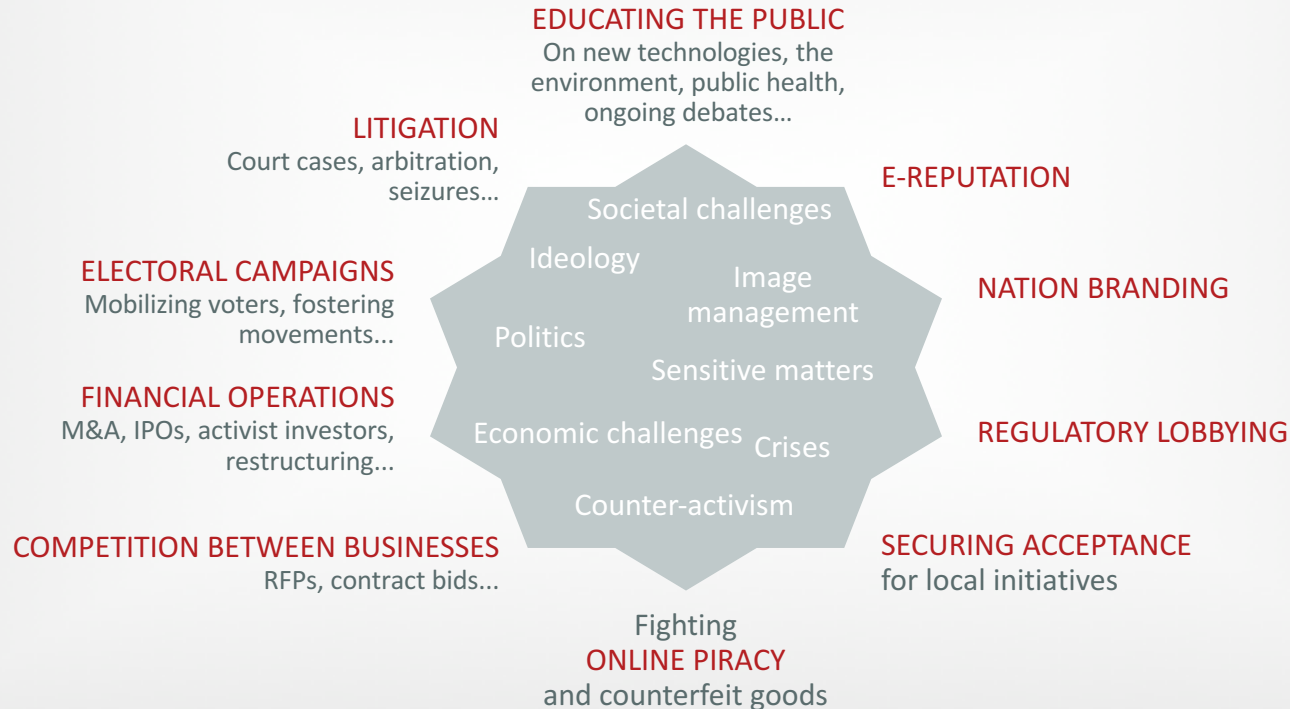 EDUCATING THE PUBLIC
On new technologies, the
environment, public health,
ongoing debates…
LITIGATION
Court cases, arbitration,
seizures…
E-REPUTATION
ELECTORAL CAMPAIGNS
Mobilizing voters, fostering
movements...
NATION BRANDING
FINANCIAL OPERATIONS
M&A, IPOs, activist investors,
restructuring...
REGULATORY LOBBYING
COMPETITION BETWEEN BUSINESSES
RFPs, contract bids...
SECURING ACCEPTANCE
for local initiatives
Fighting
ONLINE PIRACY
and counterfeit goods
Societal challenges
Ideology
Image
management
Politics
Sensitive matters
Economic challenges
Crises
Counter-activism